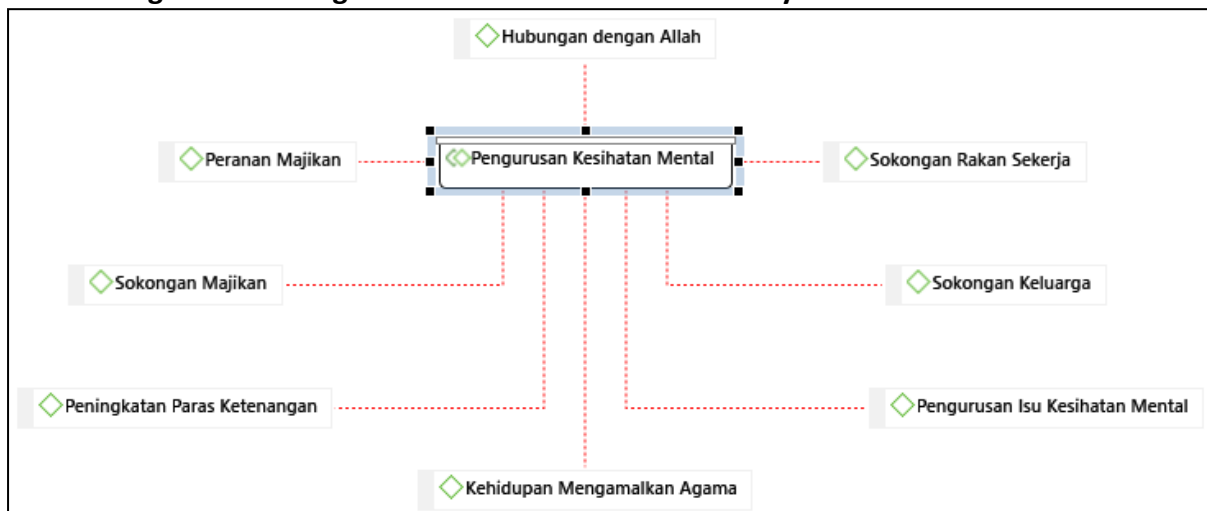 Hubungan dengan Allah
Peranan Majikan
Pengurusan Kesihatan Mental
Sokongan Rakan Sekerja
Sokongan Majikan
Sokongan Keluarga
Peningkatan Paras Ketenangan
Pengurusan Isu Kesihatan Mental
Kehidupan Mengamalkan Agama